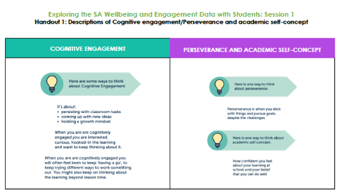 Exploring the SA Wellbeing and Engagement Data with Students: Session 1
Handout 1: Descriptions of Cognitive engagement/Perseverance and academic self-concept
COGNITIVE ENGAGEMENT
Here are some ways to think
about Cognitive Engagement
It's about:
• persisting with classroom tasks
• coming up with new ideas
• holding a growth mindset
When you are cognitively
engaged you are interested,
curious, hooked in the learning
and want to keep thinking about it.
When you are are cognitively engaged you
will often feel keen to keep 'having a go', to
keep trying different ways to work something
out. You might also keep on thinking about
the learning beyond lesson time.
PERSEVERANCE AND ACADEMIC SELF-CONCEPT
Here is one way to think
about perseverance
Perseverance is when you stick
with things and pursue goals,
despite the challenges
Here is one way to think about
academic self-concept
How confident you feel
about your learning at
school and your belief
that you can do well